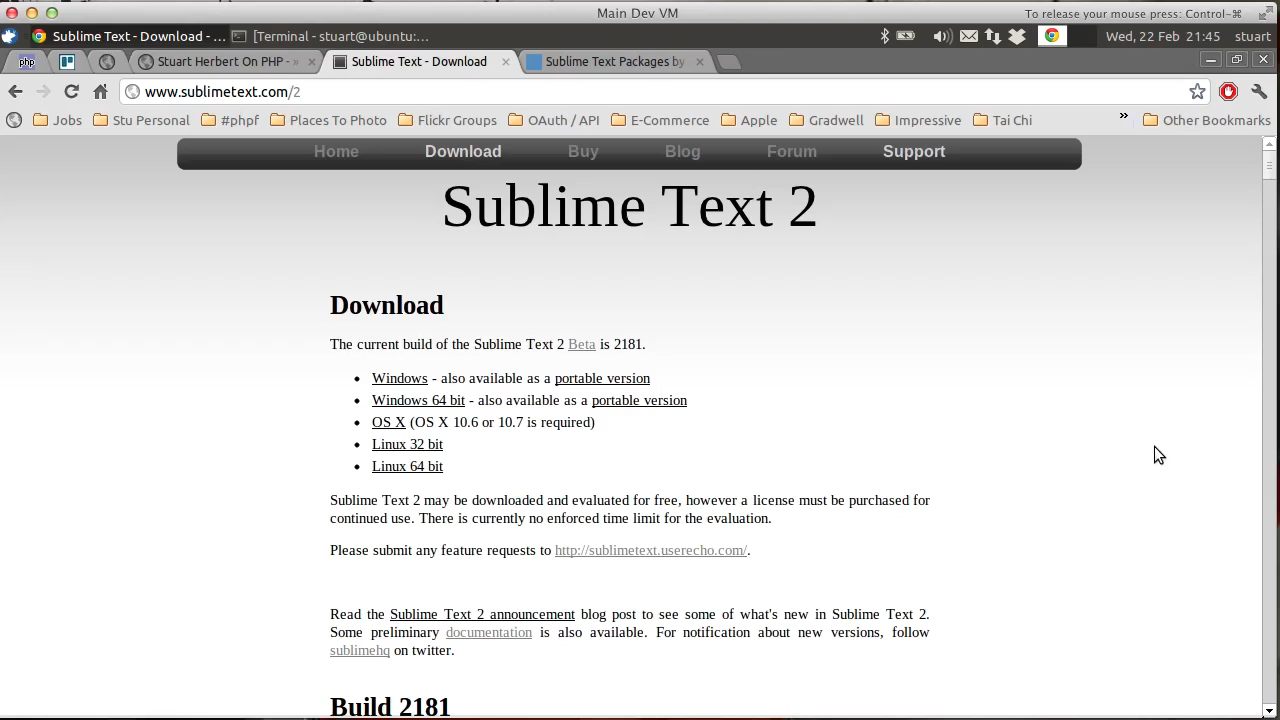 Main Dev VM
To release your mouse press: Control-⌘
Sublime Text - Download - ...
[Terminal - stuart@ubuntu:...
Wed, 22 Feb 21:45
stuart
php
Stuart Herbert On PHP - »
Sublime Text - Download
Sublime Text Packages by
www.sublimetext.com/2
Jobs
Stu Personal
#phpf
Places To Photo
Flickr Groups
OAuth / API
E-Commerce
Apple
Gradwell
Impressive
Tai Chi
»
Other Bookmarks
Home
Download
Buy
Blog
Forum
Support
Sublime Text 2
Download
The current build of the Sublime Text 2 Beta is 2181.
• Windows - also available as a portable version
• Windows 64 bit - also available as a portable version
• OS X (OS X 10.6 or 10.7 is required)
• Linux 32 bit
• Linux 64 bit
Sublime Text 2 may be downloaded and evaluated for free, however a license must be purchased for
continued use. There is currently no enforced time limit for the evaluation.
Please submit any feature requests to http://sublimetext.userecho.com/.
Read the Sublime Text 2 announcement blog post to see some of what's new in Sublime Text 2.
Some preliminary documentation is also available. For notification about new versions, follow
sublimehq on twitter.
Build 2181